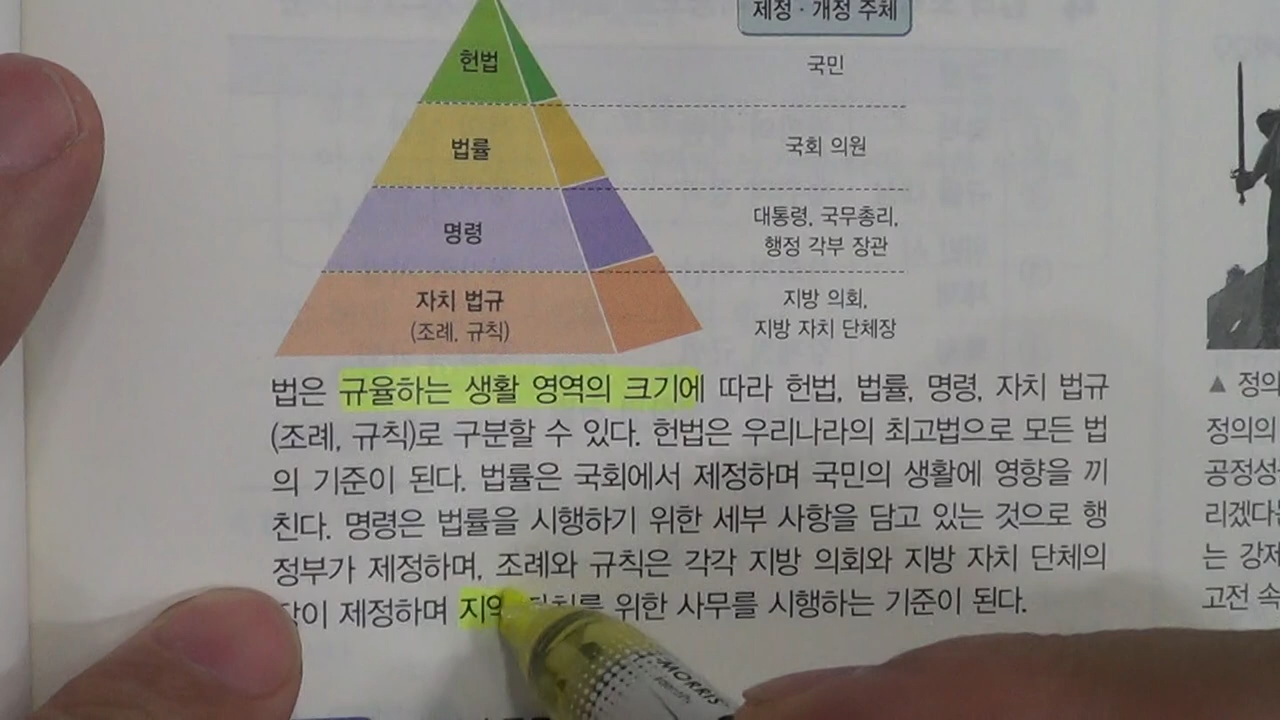 제정·개정 주체
헌법 국민
법률 국회 의원
명령 대통령, 국무총리,
행정 각부 장관
자치 법규 지방 의회,
(조례, 규칙) 지방 자치 단체장
법은 규율하는 생활 영역의 크기에 따라 헌법, 법률, 명령, 자치 법규
(조례, 규칙)로 구분할 수 있다. 헌법은 우리나라의 최고법으로 모든 법
의 기준이 된다. 법률은 국회에서 제정하며 국민의 생활에 영향을 끼
친다. 명령은 법률을 시행하기 위한 세부 사항을 담고 있는 것으로 행
정부가 제정하며, 조례와 규칙은 각각 지방 의회와 지방 자치 단체의
제정하며 위한 사무를 시행하는 기준이 된다.
▲ 정의
정의의
공정성
리겠다
는 강제
고전 속
MORRIS